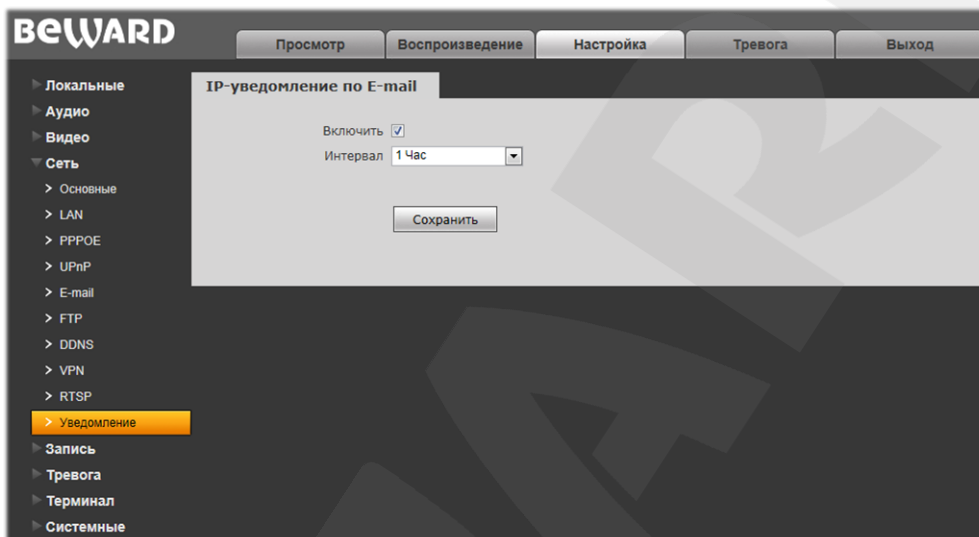 BEWARD
Просмотр Воспроизведение Настройка Тревога Выход
Локальные
Аудио
Видео
Сеть
Основные
LAN
PPPOE
UPnP
E-mail
FTP
DDNS
VPN
RTSP
Уведомление
Запись
Тревога
Терминал
Системные
IP-уведомление по E-mail
Включить
Интервал 1 Час
Сохранить